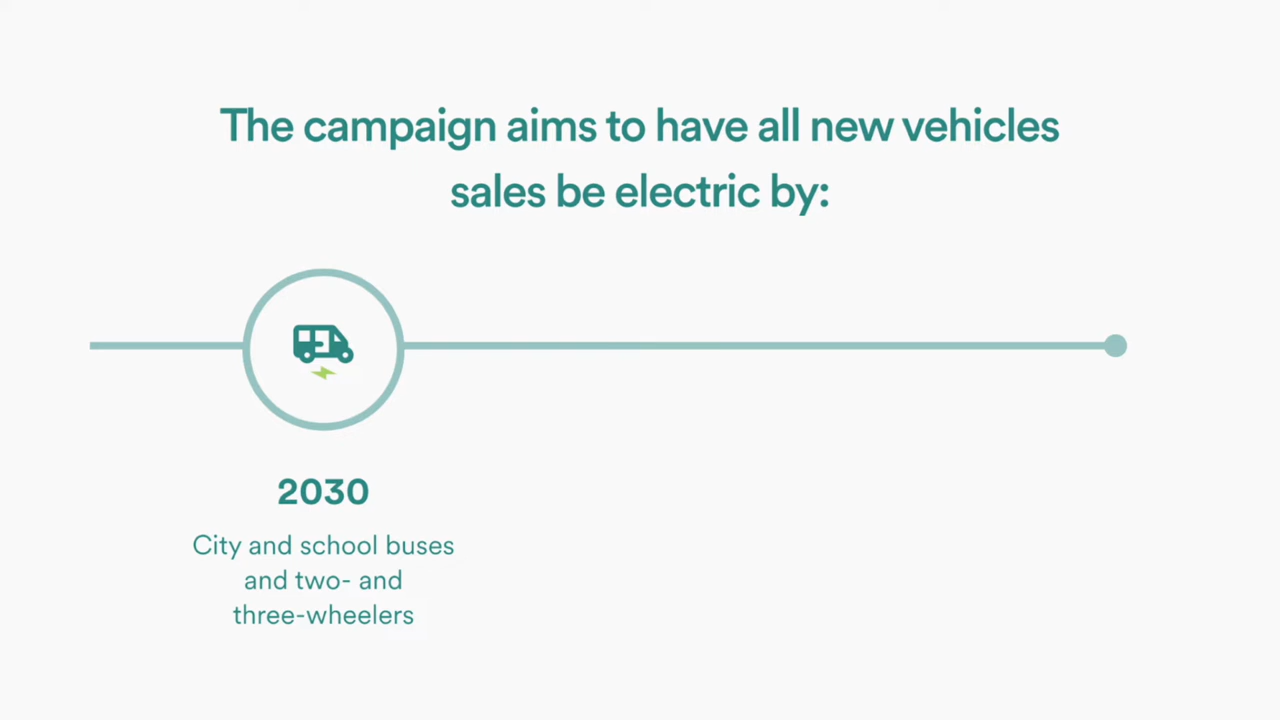 The campaign aims to have all new vehicles
sales be electric by:
2030
City and school buses
and two- and
three-wheelers